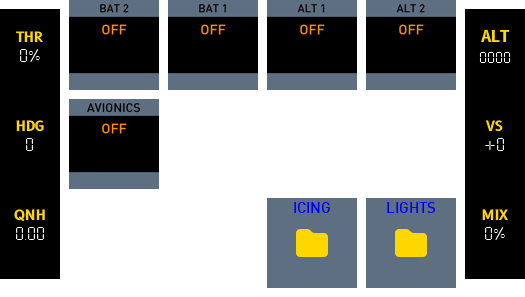 THR
0%
HDG
0
QNH
0.00
BAT 2
OFF
BAT 1
OFF
ALT 1
OFF
ALT 2
OFF
AVIONICS
OFF
ICING
LIGHTS
ALT
0000
VS
+0
MIX
0%